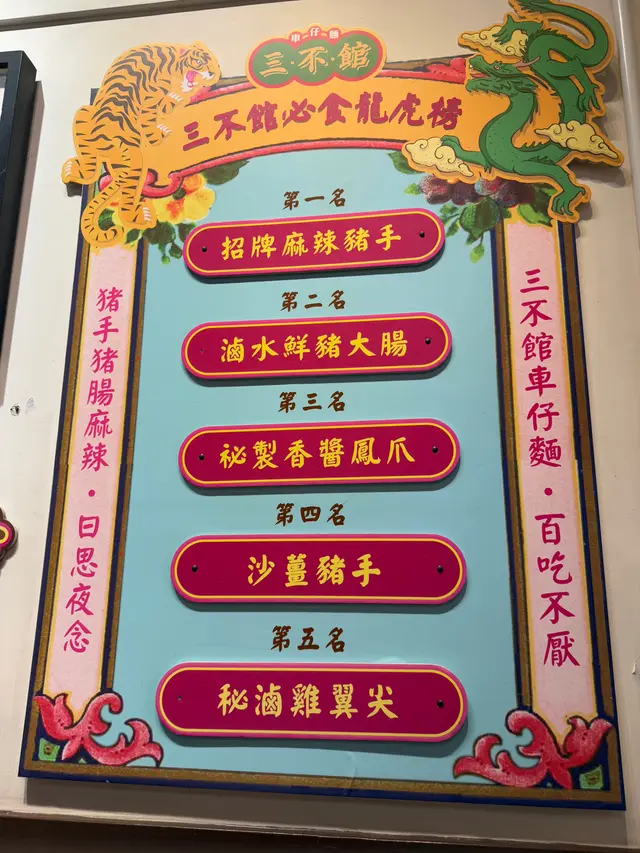 車仔麵
三·不·館
三不館必食龍虎榜
第一名
招牌麻辣豬手
第二名
滷水鮮豬大腸
第三名
祕製香醬鳳爪
第四名
沙薑豬手
第五名
秘滷雞翼尖
三不館車仔麵·百吃不厭
豬手豬腸麻辣·日思夜念